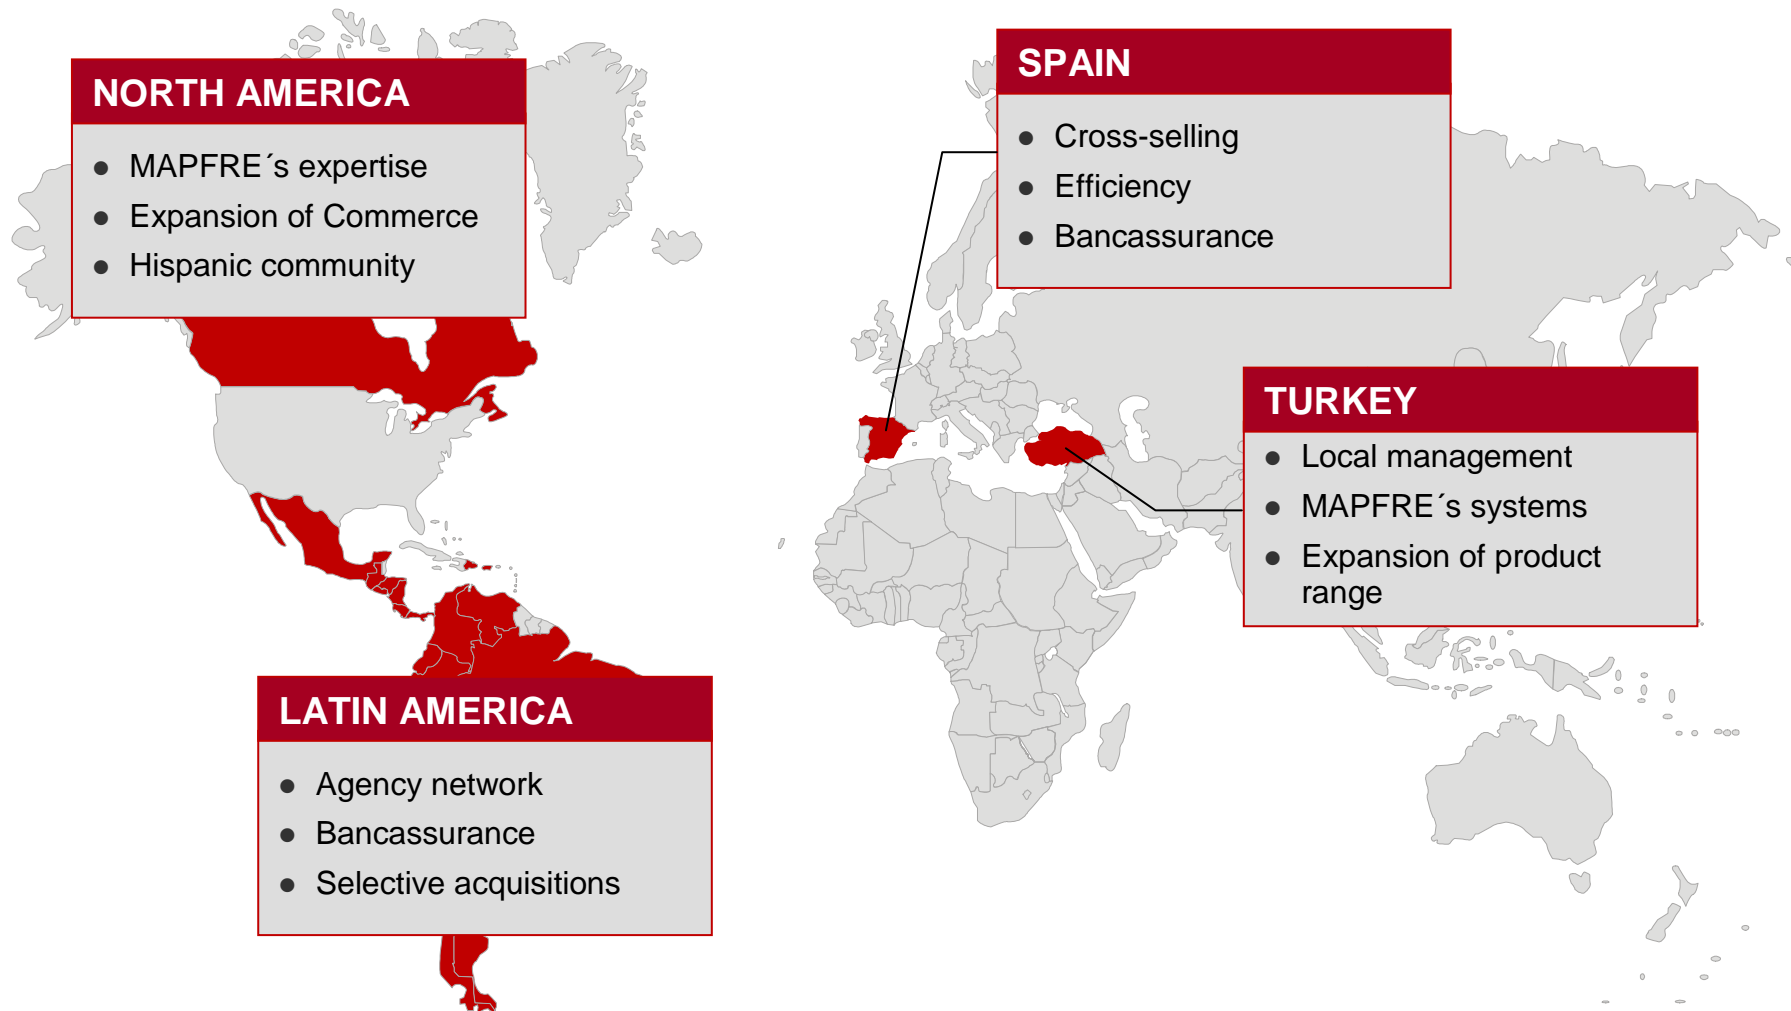 NORTH AMERICA
● MAPFRE´s expertise
● Expansion of Commerce
● Hispanic community
SPAIN
● Cross-selling
● Efficiency
● Bancassurance
TURKEY
● Local management
● MAPFRE´s systems
● Expansion of product
range
LATIN AMERICA
● Agency network
● Bancassurance
● Selective acquisitions